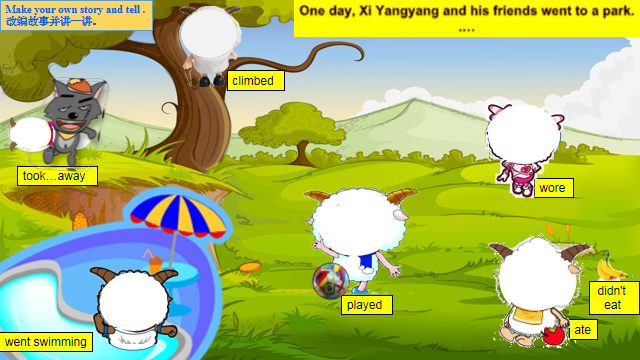 Make your own story and tell .
改编故事并讲一讲。
One day, Xi Yangyang and his friends went to a park.
....
climbed
took...away
wore
played
didn't
eat
ate
went swimming